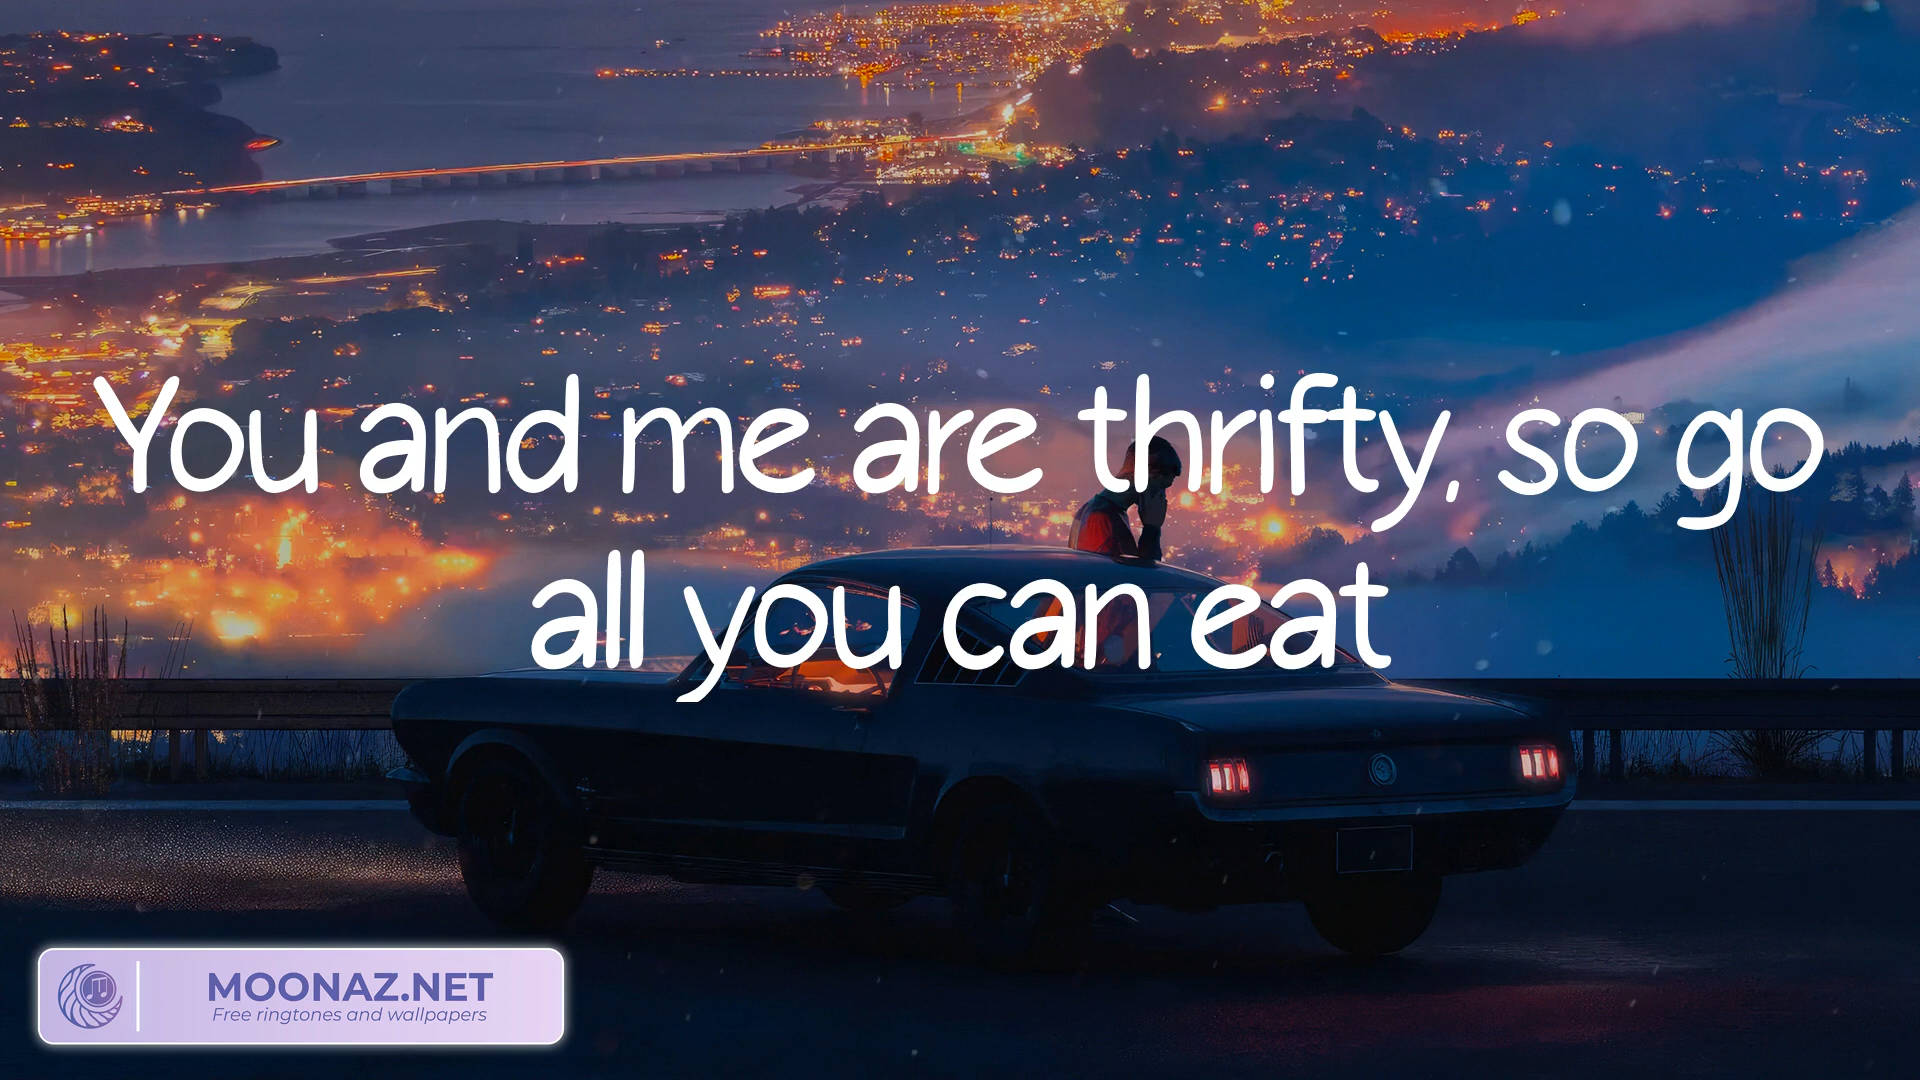 You and me are thrifty, so go
all you can eat
MOONAZ.NET
Free ringtones and wallpapers